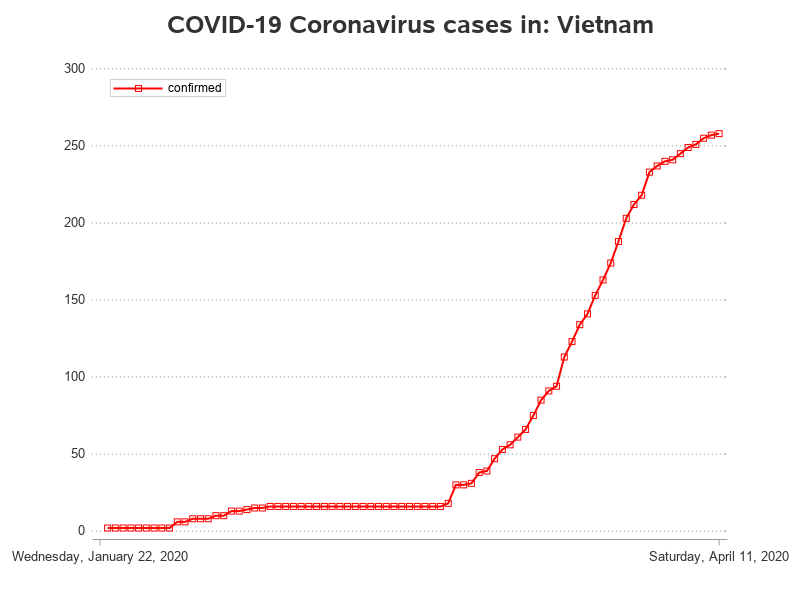 COVID-19 Coronavirus cases in: Vietnam
300
confirmed
250
200
150
100
50
0
Wednesday, January 22, 2020 Saturday, April 11, 2020